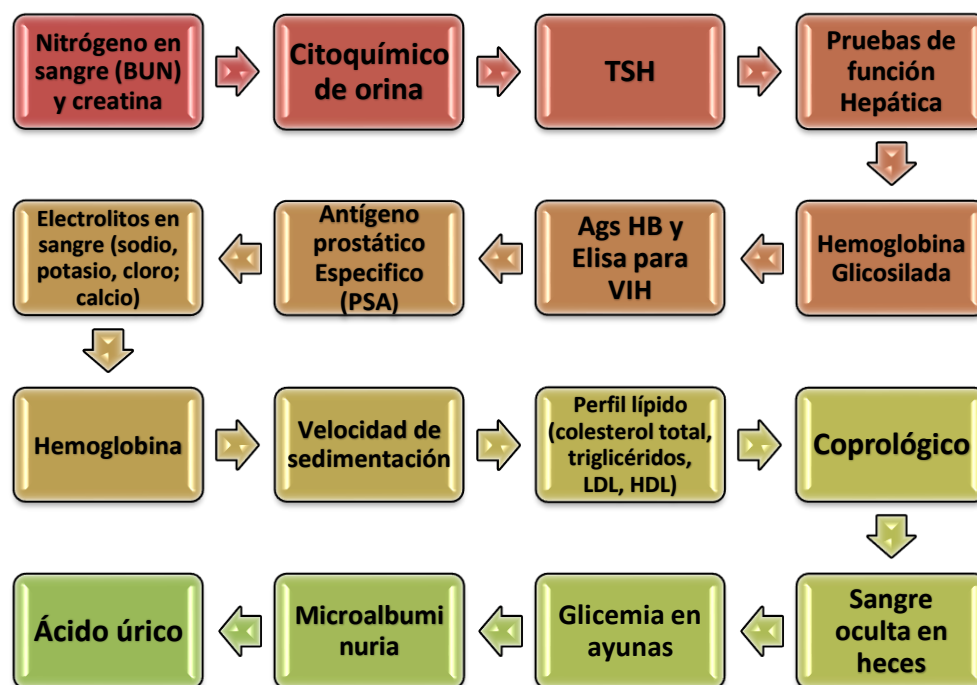 Nitrógeno en
sangre (BUN)
y creatina
Citoquímico
de orina
TSH
Pruebas de
función
Hepática
Hemoglobina
Glicosilada
Ags HB y
Elisa para
VIH
Antígeno
prostático
Especifico
(PSA)
Electrolitos en
sangre (sodio,
potasio, cloro;
calcio)
Hemoglobina
Velocidad de
sedimentación
Perfil lípido
(colesterol total,
triglicéridos,
LDL, HDL)
Coprológico
Sangre
oculta en
heces
Glicemia en
ayunas
Microalbumi
nuria
Ácido úrico